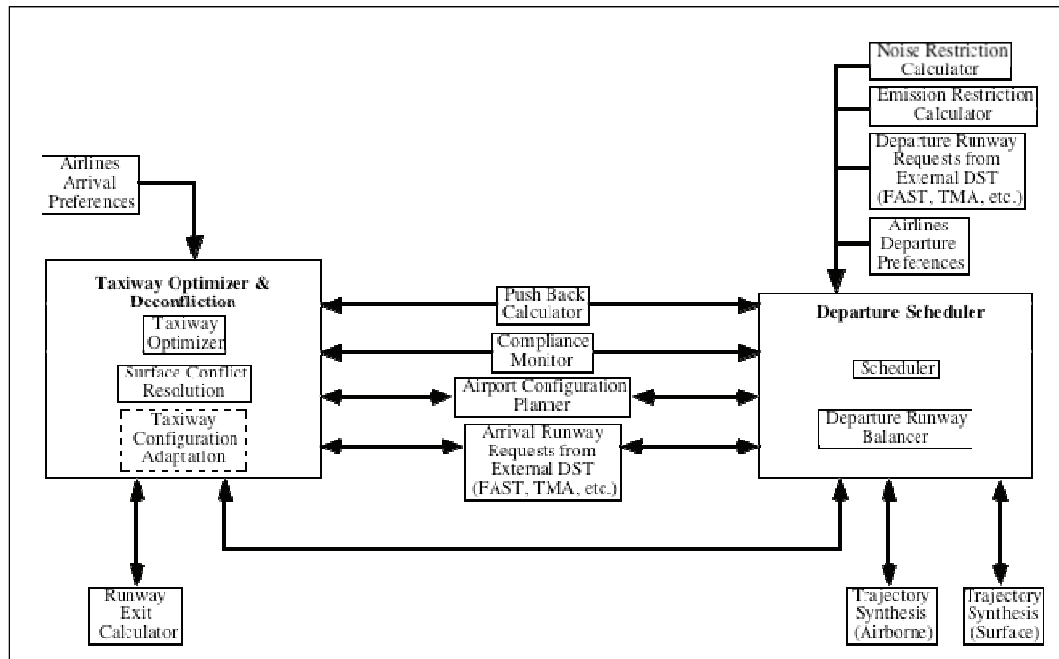 Noise Restriction
Calculator
Emission Restriction
Calculator
Departure Runway
Requests from
External DST
(FAST, TMA, etc.)
Airlines
Departure
Preferences
Airlines
Arrival
Preferences
Taxiway Optimizer &
Deconfliction
Taxiway
Optimizer
Surface Conflict
Resolution
Taxiway
Configuration
Adaptation
Push Back
Calculator
Compliance
Monitor
Airport Configuration
Planner
Arrival Runway
Requests from
External DST
(FAST, TMA, etc.)
Departure Scheduler
Scheduler
Departure Runway
Balancer
Runway
Exit
Calculator
Trajectory
Synthesis
(Airborne)
Trajectory
Synthesis
(Surface)